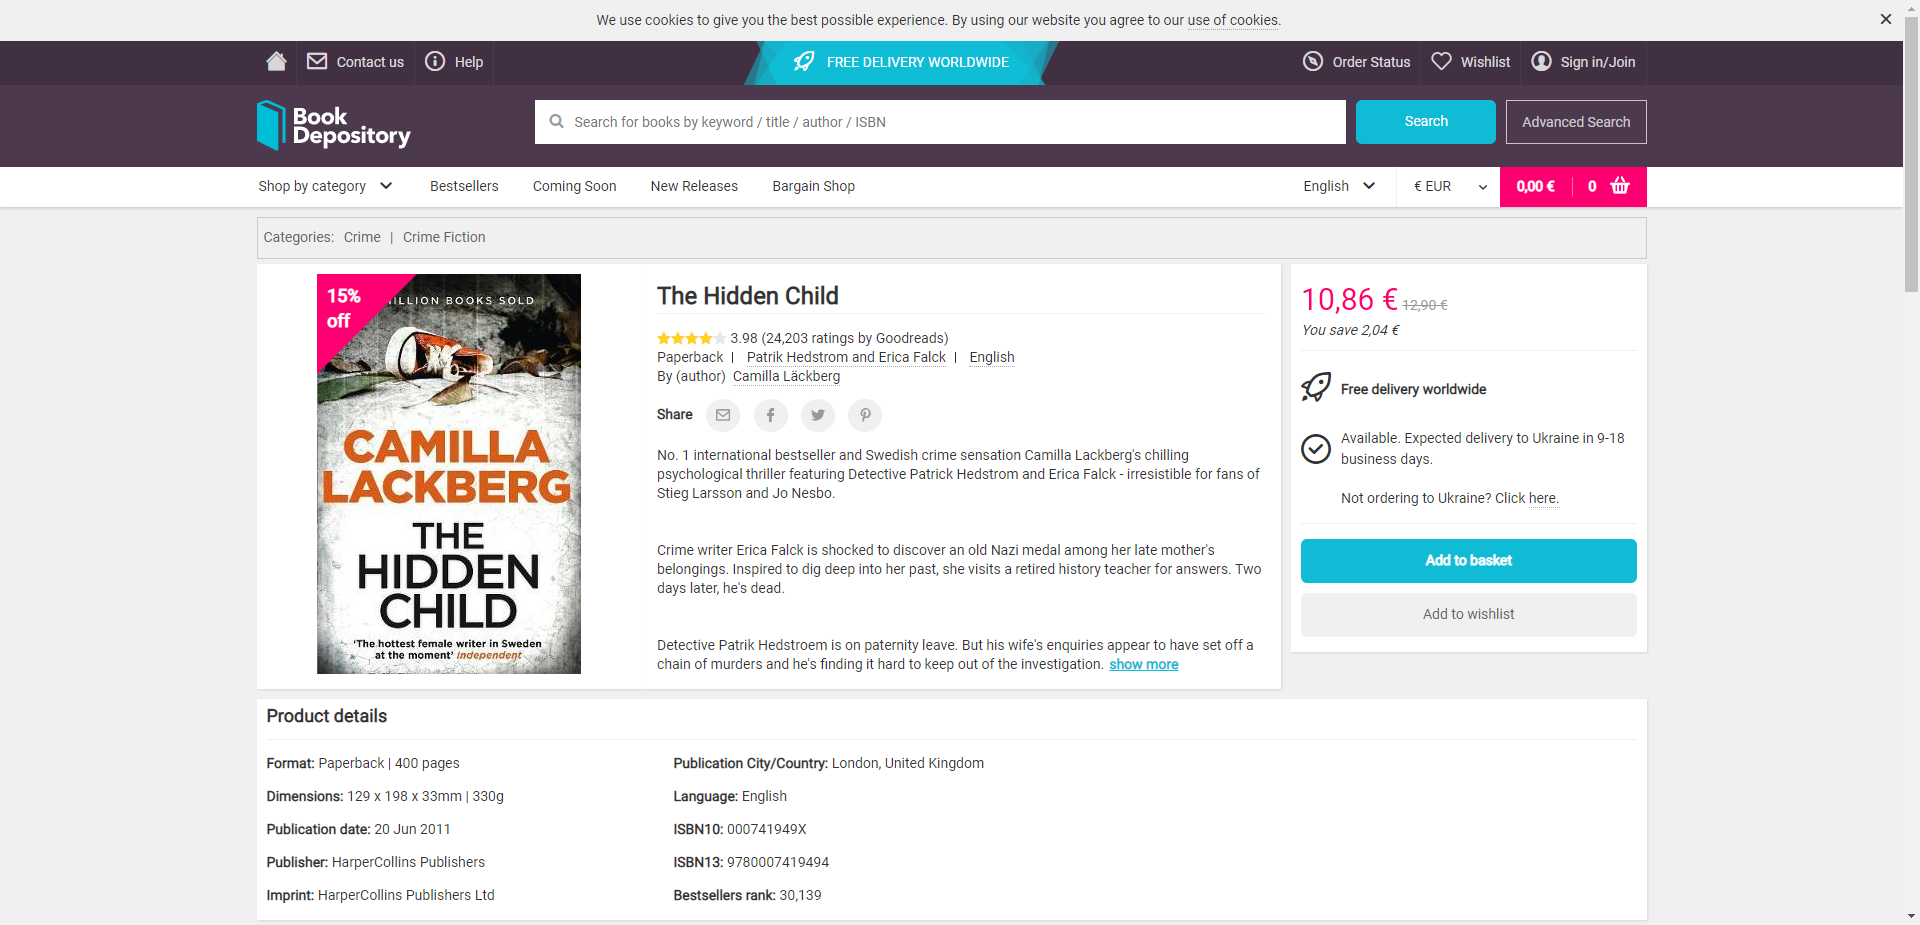 We use cookies to give you the best possible experience. By using our website you agree to our use of cookies.
Contact us
Help
FREE DELIVERY WORLDWIDE
Order Status
Wishlist
Sign in/Join
Book
Depository
Search for books by keyword / title / author / ISBN
Search
Advanced Search
Shop by category
Bestsellers
Coming Soon
New Releases
Bargain Shop
English
€ EUR
0,00 €
0
Categories: Crime | Crime Fiction
15%
off
ILLION BOOKS SOLD
CAMILLA
LACKBERG
THE
HIDDEN
CHILD
'The hottest female writer in Sweden
at the moment' Independent
The Hidden Child
3.98 (24,203 ratings by Goodreads)
Paperback | Patrik Hedstrom and Erica Falck | English
By (author) Camilla Läckberg
Share
No. 1 international bestseller and Swedish crime sensation Camilla Lackberg's chilling
psychological thriller featuring Detective Patrick Hedstrom and Erica Falck - irresistible for fans of
Stieg Larsson and Jo Nesbo.
Crime writer Erica Falck is shocked to discover an old Nazi medal among her late mother's
belongings. Inspired to dig deep into her past, she visits a retired history teacher for answers. Two
days later, he's dead.
Detective Patrik Hedstroem is on paternity leave. But his wife's enquiries appear to have set off a
chain of murders and he's finding it hard to keep out of the investigation. show more
10,86 € 12,90 €
You save 2,04 €
Free delivery worldwide
Available. Expected delivery to Ukraine in 9-18
business days.
Not ordering to Ukraine? Click here.
Add to basket
Add to wishlist
Product details
Format: Paperback | 400 pages
Dimensions: 129 x 198 x 33mm | 330g
Publication date: 20 Jun 2011
Publisher: HarperCollins Publishers
Imprint: HarperCollins Publishers Ltd
Publication City/Country: London, United Kingdom
Language: English
ISBN10: 000741949X
ISBN13: 9780007419494
Bestsellers rank: 30,139